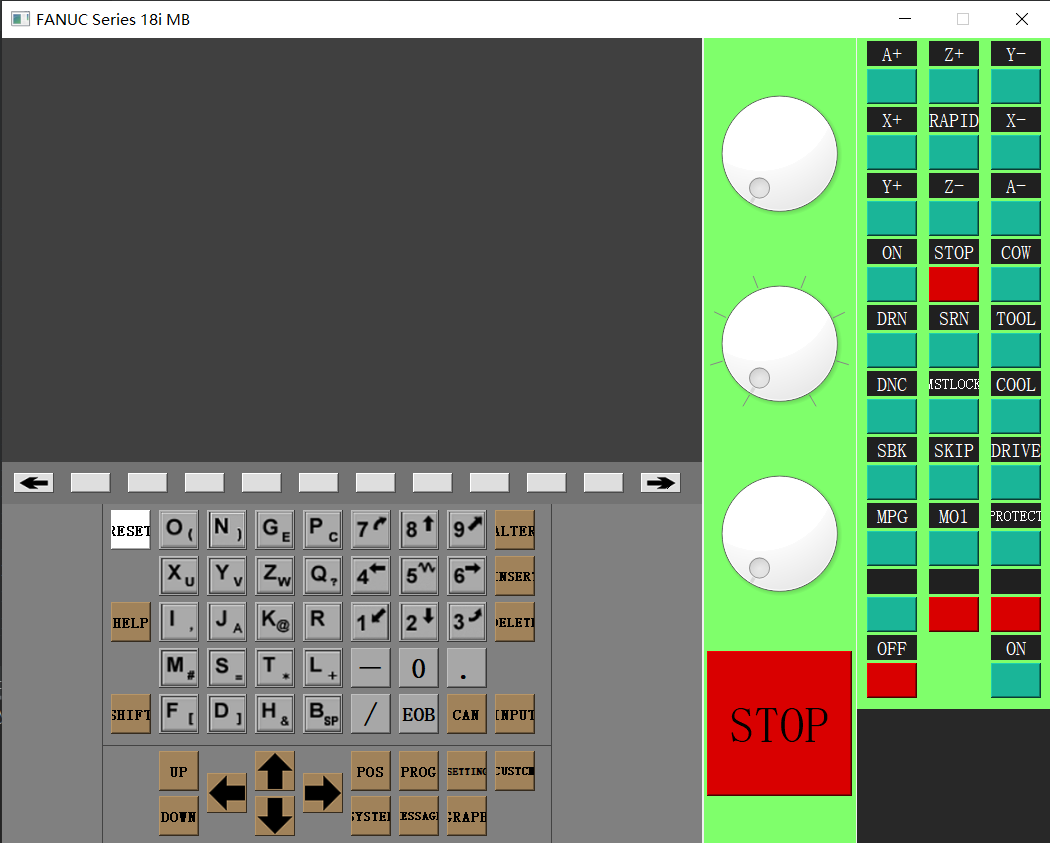 FANUC Series 18i MB
A+ Z+ Y-
X+ RAPID X-
Y+ Z- A-
ON STOP COW
DRN SRN TOOL
DNC MSTLOCK COOL
SBK SKIP DRIVE
MPG M01 PROTECT
OFF ON
STOP
RESET O ( N ) G E P C 7 8 9 ALTER
X U Y V Z W Q ? 4 5 6 INSERT
HELP I , J A K @ R 1 2 3 DELETE
M # S = T * L + — 0 .
SHIFT F [ D ] H & B SP / EOB CAN INPUT
UP POS PROG SETTING CUSTOM
DOWN SYSTEM MESSAGE GRAPH